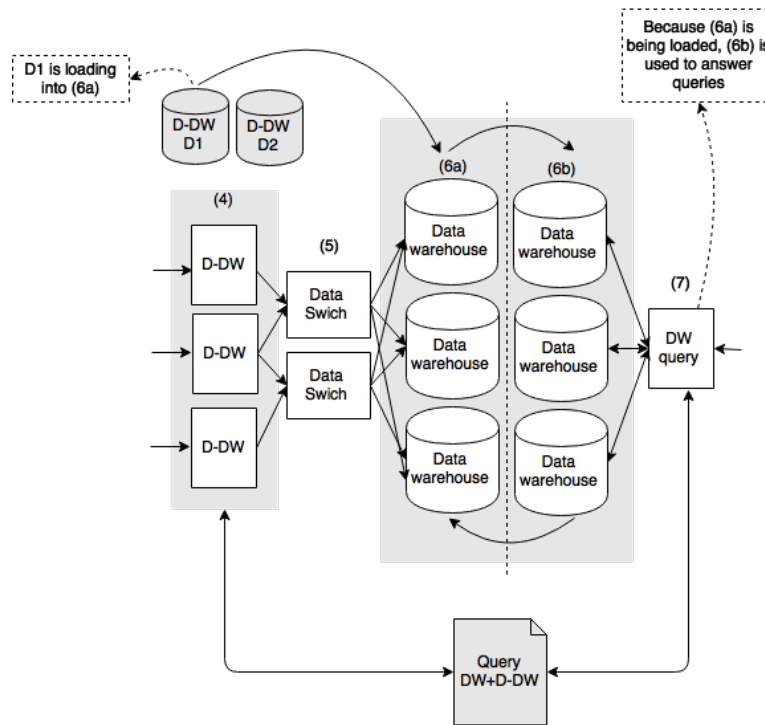 D1 is loading
into (6a)
Because (6a) is
being loaded, (6b) is
used to answer
queries
D-DW
D1
D-DW
D2
(4)
(5)
(6a)
(6b)
(7)
D-DW
D-DW
D-DW
Data
Swich
Data
Swich
Data
warehouse
Data
warehouse
Data
warehouse
Data
warehouse
Data
warehouse
Data
warehouse
DW
query
Query
DW+D-DW